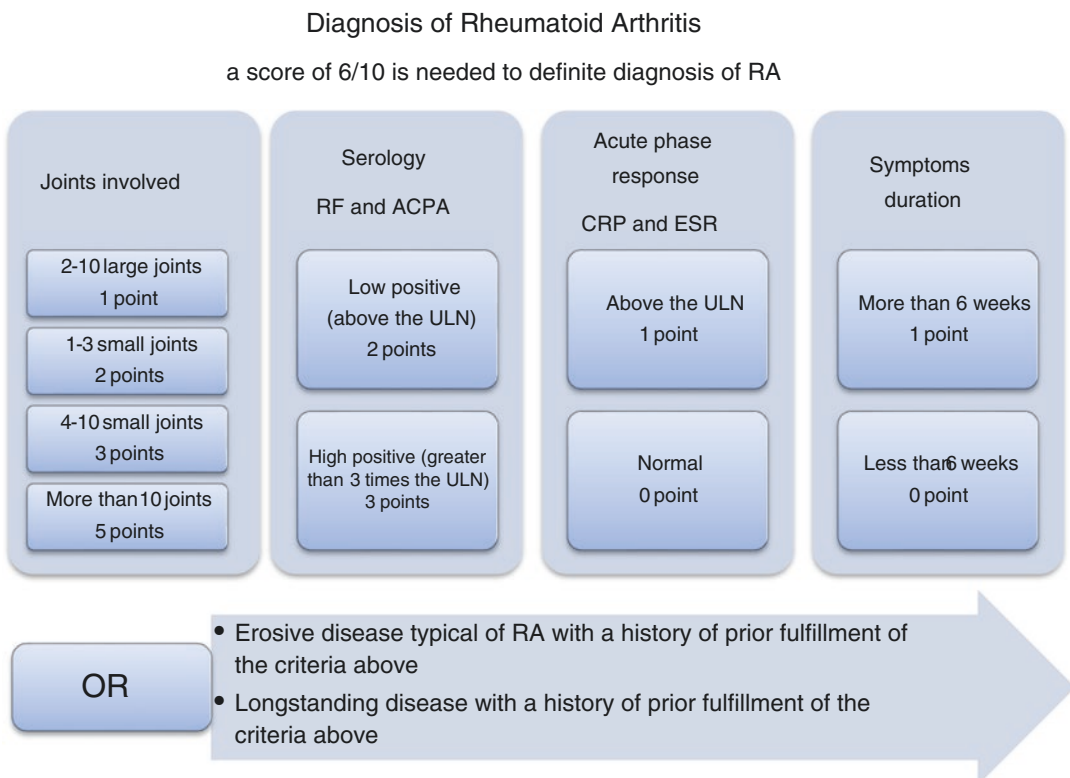 Diagnosis of Rheumatoid Arthritis
a score of 6/10 is needed to definite diagnosis of RA
Joints involved
2-10 large joints
1 point
1-3 small joints
2 points
4-10 small joints
3 points
More than 10 joints
5 points
Serology
RF and ACPA
Low positive
(above the ULN)
2 points
High positive (greater
than 3 times the ULN)
3 points
Acute phase
response
CRP and ESR
Above the ULN
1 point
Normal
0 point
Symptoms
duration
More than 6 weeks
1 point
Less than 6 weeks
0 point
OR
• Erosive disease typical of RA with a history of prior fulfillment of
the criteria above
• Longstanding disease with a history of prior fulfillment of the
criteria above